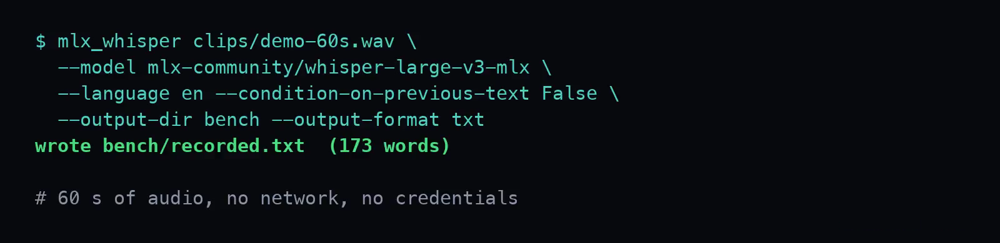 $ mlx_whisper clips/demo-60s.wav \
--model mlx-community/whisper-large-v3-mlx \
--language en --condition-on-previous-text False \
--output-dir bench --output-format txt
wrote bench/recorded.txt (173 words)
# 60 s of audio, no network, no credentials